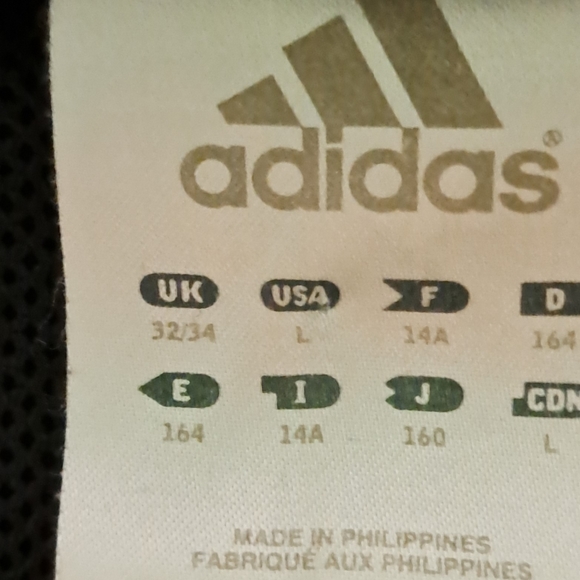 adidas®
UK USA F D
32/34 L 14A 164
E I J CDN
164 14A 160 L
MADE IN PHILIPPINES
FABRIQUÉ AUX PHILIPPINES